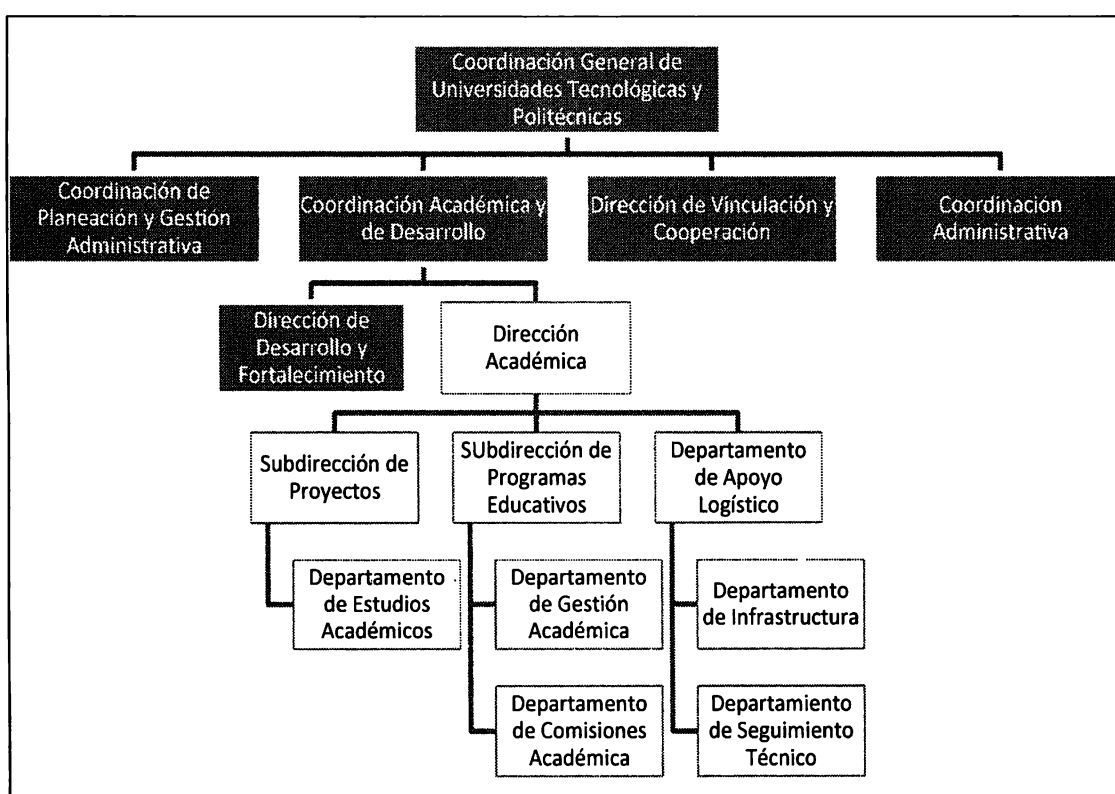 Coordinación General de
Universidades Tecnológicas y
Politécnicas
Coordinación de
Planeación y Gestión
Administrativa
Coordinación Académica y
de Desarrollo
Dirección de Vinculación y
Cooperación
Coordinación
Administrativa
Dirección de
Desarrollo y
Fortalecimiento
Dirección
Académica
Subdirección de
Proyectos
SUbdirección de
Programas
Educativos
Departamento
de Apoyo
Logístico
Departamento
de Estudios
Académicos
Departamento
de Gestión
Académica
Departamento
de Infrastructura
Departamento
de Comisiones
Académica
Departamiento
de Seguimiento
Técnico